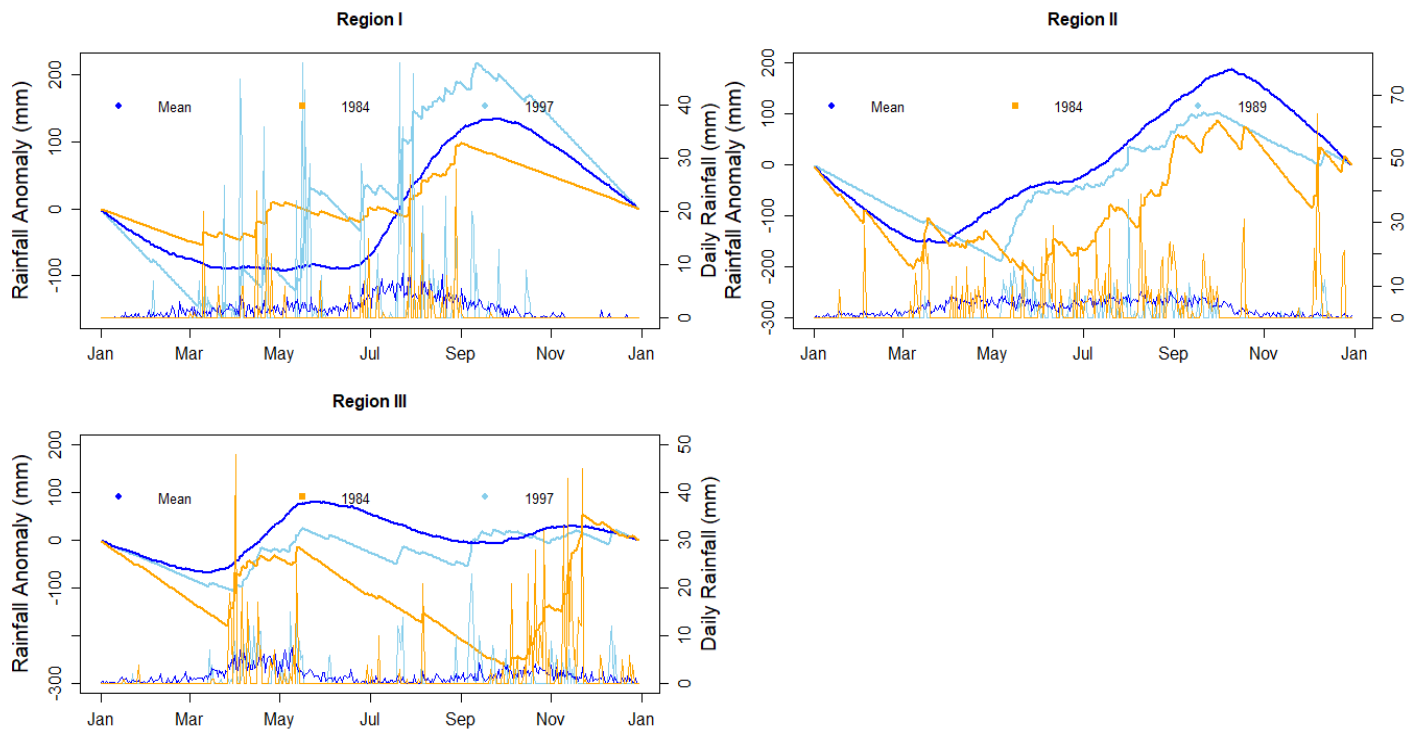 Region I
Rainfall Anomaly (mm)
200
100
0
-100
Mean
1984
1997
40
30
20
10
0
Daily Rainfall (mm)
Jan Mar May Jul Sep Nov Jan
Region II
Rainfall Anomaly (mm)
200
100
0
-100
-200
-300
Mean
1984
1989
70
50
30
10
0
Jan Mar May Jul Sep Nov Jan
Region III
Rainfall Anomaly (mm)
200
100
0
-100
-300
Mean
1984
1997
50
40
30
20
10
0
Daily Rainfall (mm)
Jan Mar May Jul Sep Nov Jan